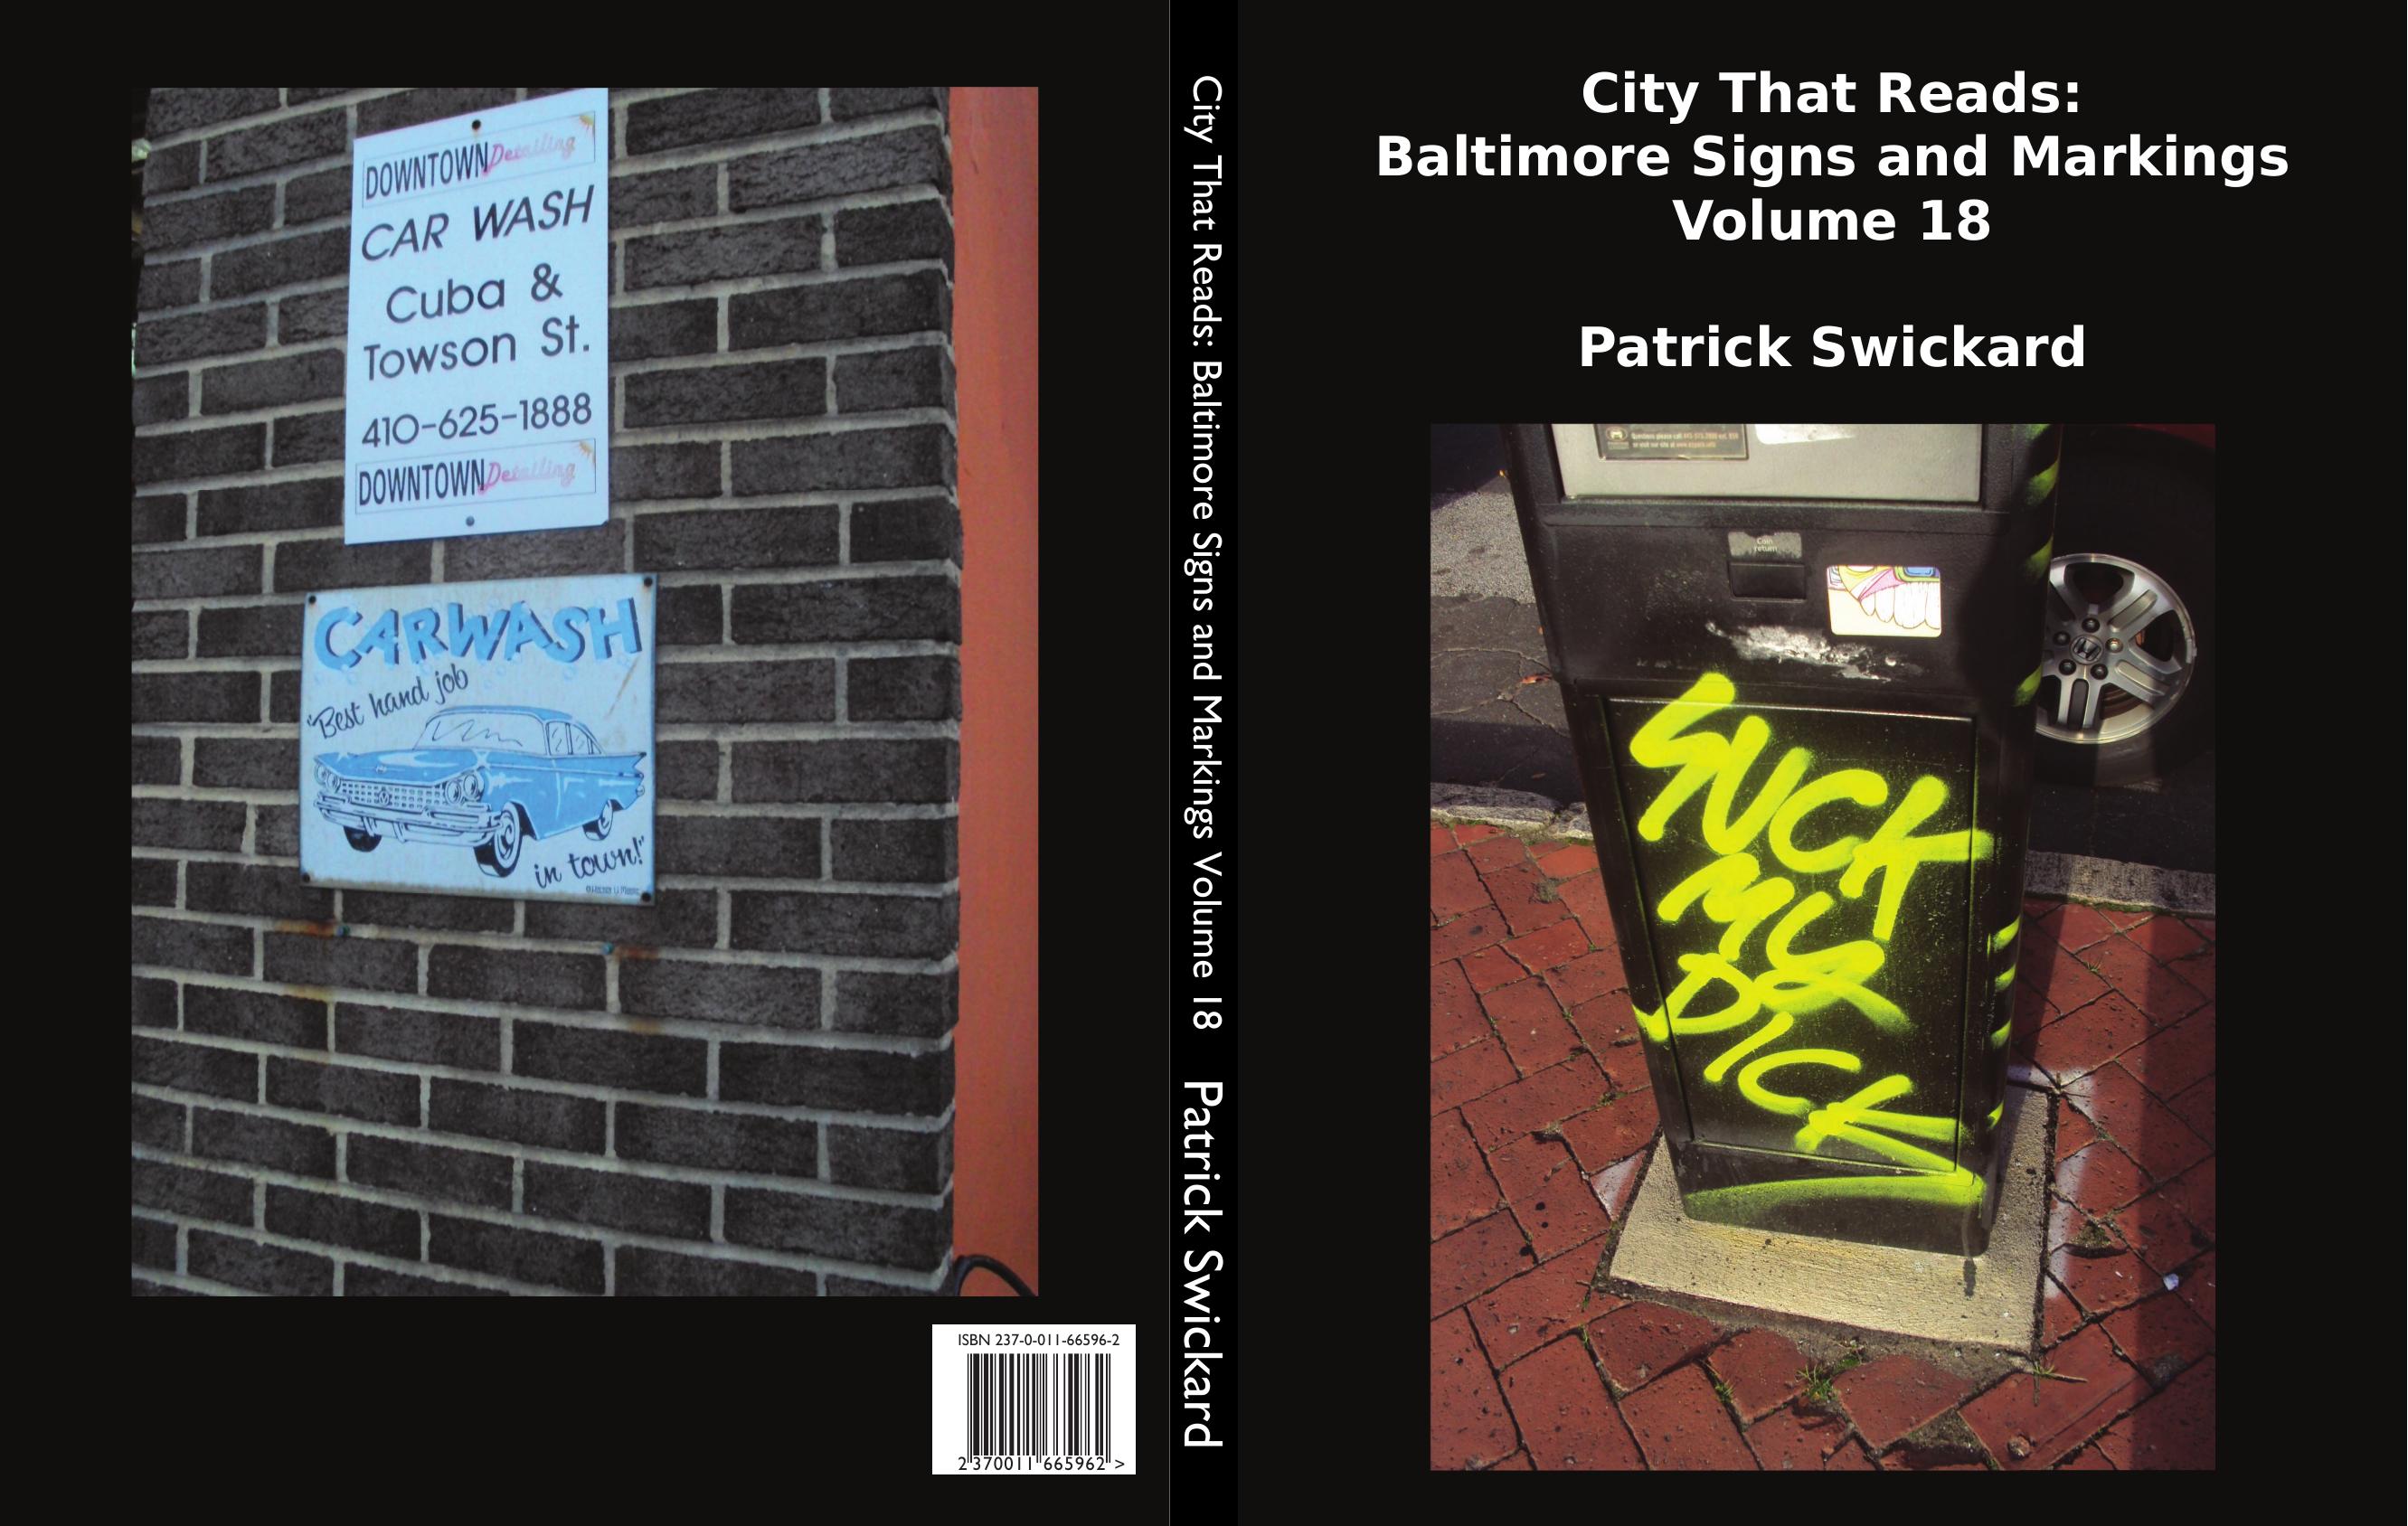 DOWNTOWN Detailing
CAR WASH
Cuba &
Towson St.
410-625-1888
DOWNTOWN Detailing
CARWASH
"Best hand job
in town!"
ISBN 237-0-011-66596-2
2 370011 665962 >
City That Reads: Baltimore Signs and Markings Volume 18 Patrick Swickard
City That Reads:
Baltimore Signs and Markings
Volume 18
Patrick Swickard
Coin
return
SUCK
MY
DICK